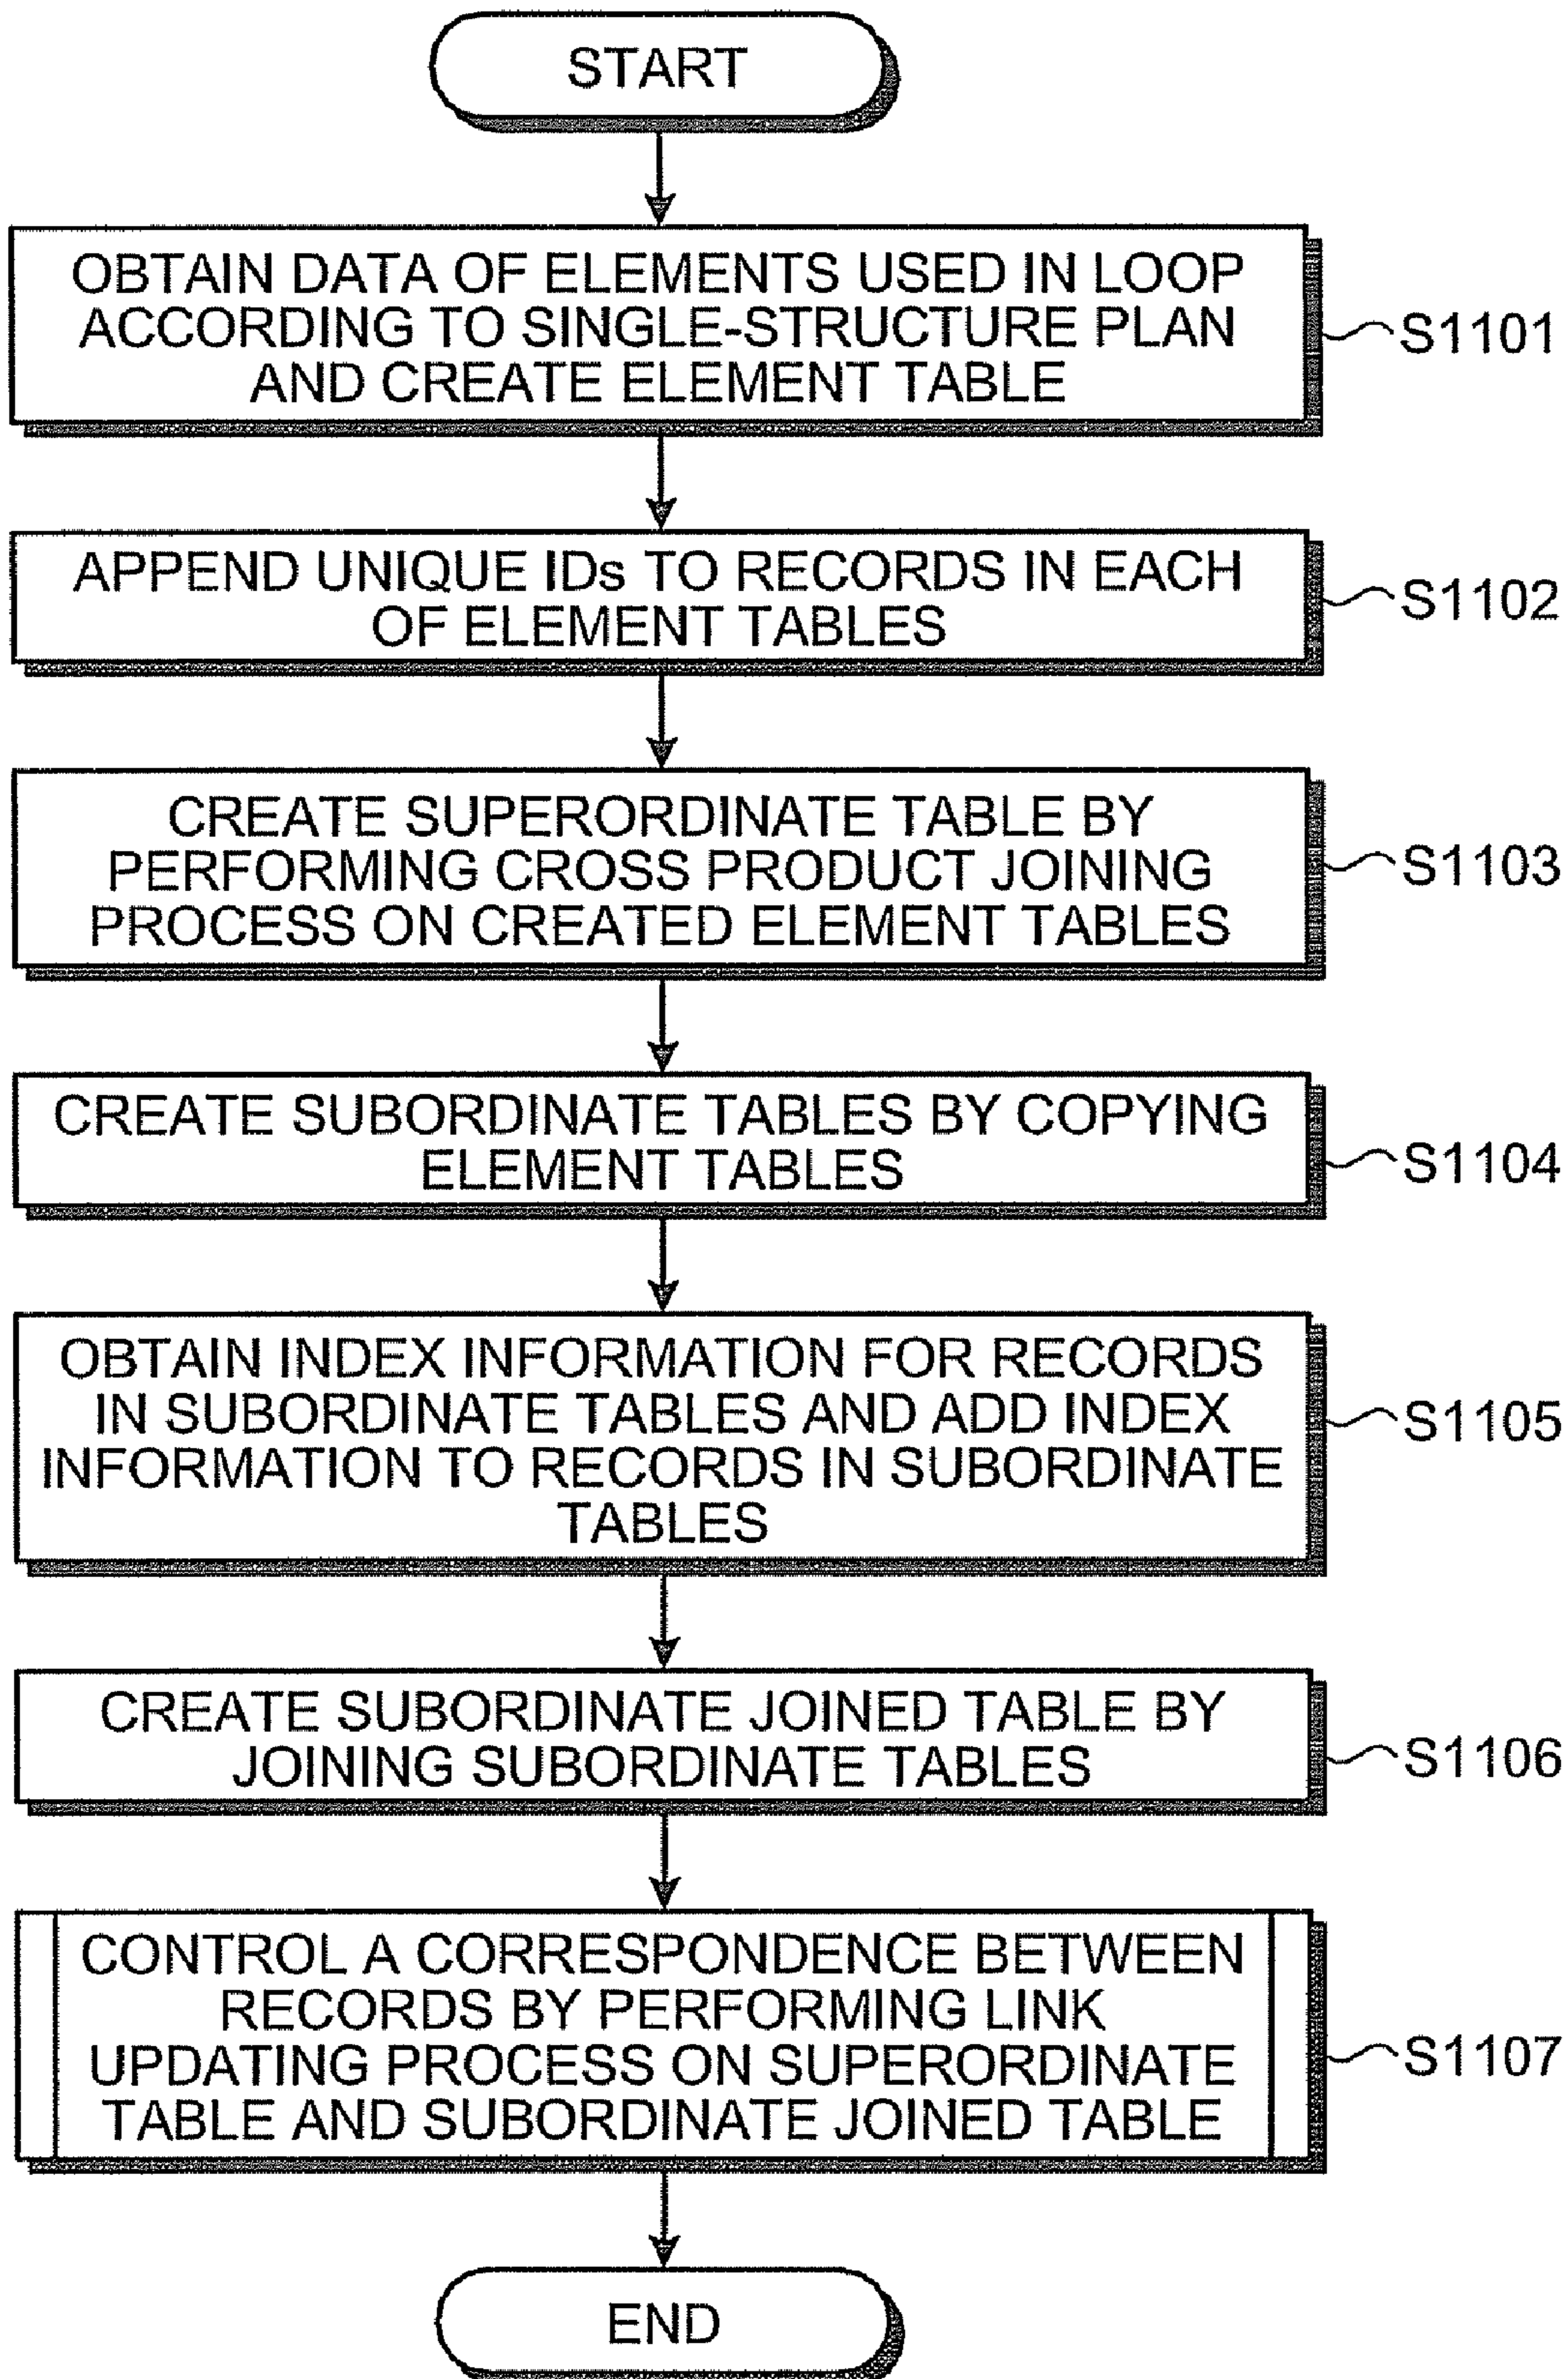 START
OBTAIN DATA OF ELEMENTS USED IN LOOP
ACCORDING TO SINGLE-STRUCTURE PLAN
AND CREATE ELEMENT TABLE
S1101
APPEND UNIQUE IDs TO RECORDS IN EACH
OF ELEMENT TABLES
S1102
CREATE SUPERORDINATE TABLE BY
PERFORMING CROSS PRODUCT JOINING
PROCESS ON CREATED ELEMENT TABLES
S1103
CREATE SUBORDINATE TABLES BY COPYING
ELEMENT TABLES
S1104
OBTAIN INDEX INFORMATION FOR RECORDS
IN SUBORDINATE TABLES AND ADD INDEX
INFORMATION TO RECORDS IN SUBORDINATE
TABLES
S1105
CREATE SUBORDINATE JOINED TABLE BY
JOINING SUBORDINATE TABLES
S1106
CONTROL A CORRESPONDENCE BETWEEN
RECORDS BY PERFORMING LINK
UPDATING PROCESS ON SUPERORDINATE
TABLE AND SUBORDINATE JOINED TABLE
S1107
END